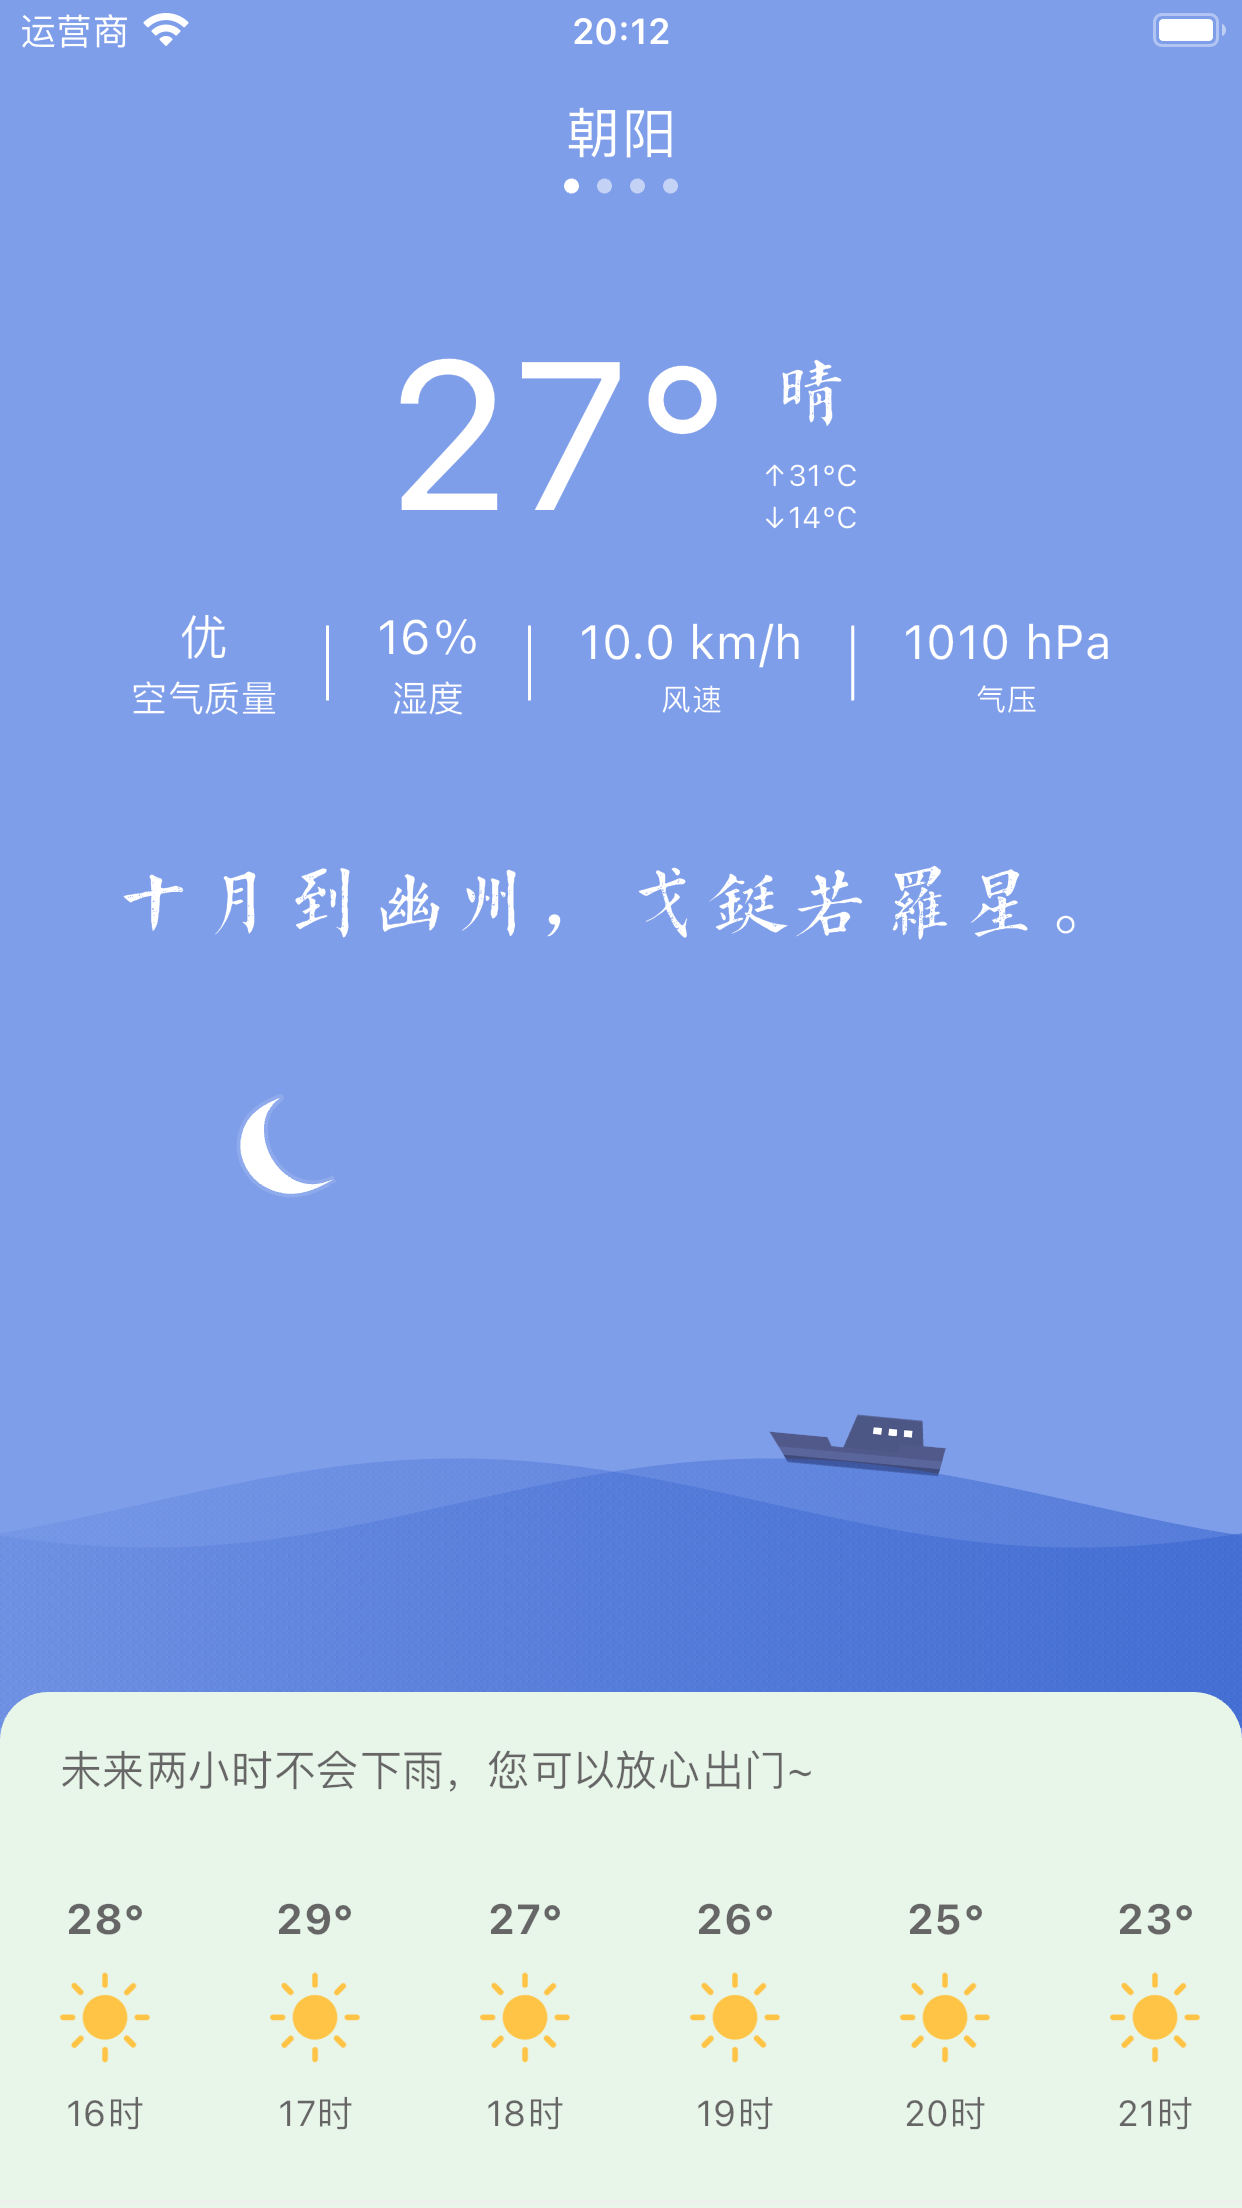 运营商 20:12
朝阳
27° 晴
↑31°C
↓14°C
优 16% 10.0 km/h 1010 hPa
空气质量 湿度 风速 气压
十月到幽州，戈鋋若羅星。
未来两小时不会下雨，您可以放心出门~
28° 29° 27° 26° 25° 23°
16时 17时 18时 19时 20时 21时